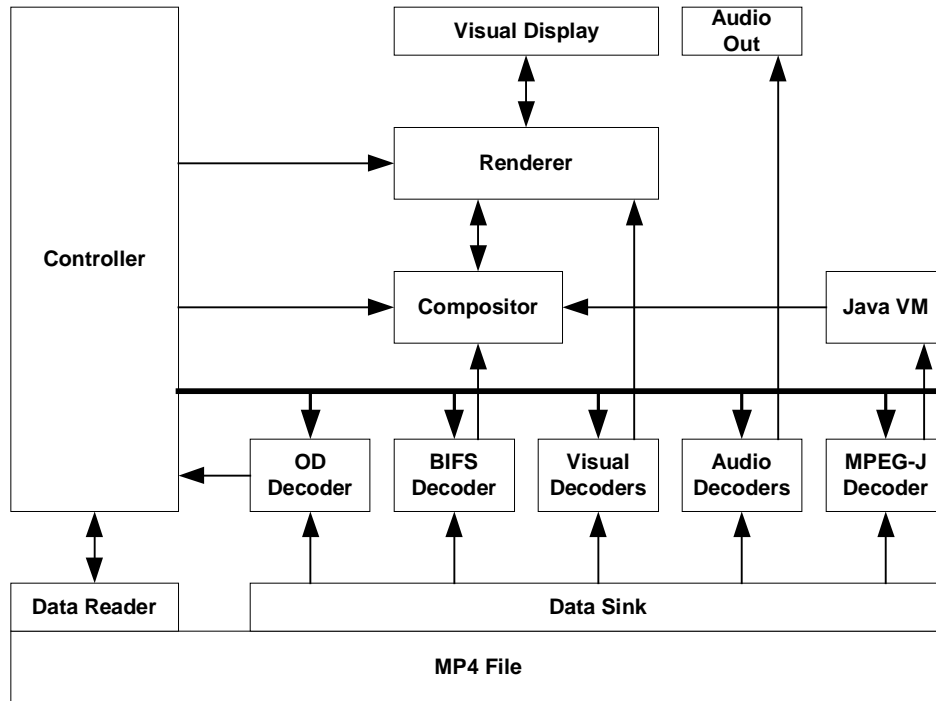 Visual Display
Audio
Out
Renderer
Controller
Compositor
Java VM
OD
Decoder
BIFS
Decoder
Visual
Decoders
Audio
Decoders
MPEG-J
Decoder
Data Reader
Data Sink
MP4 File